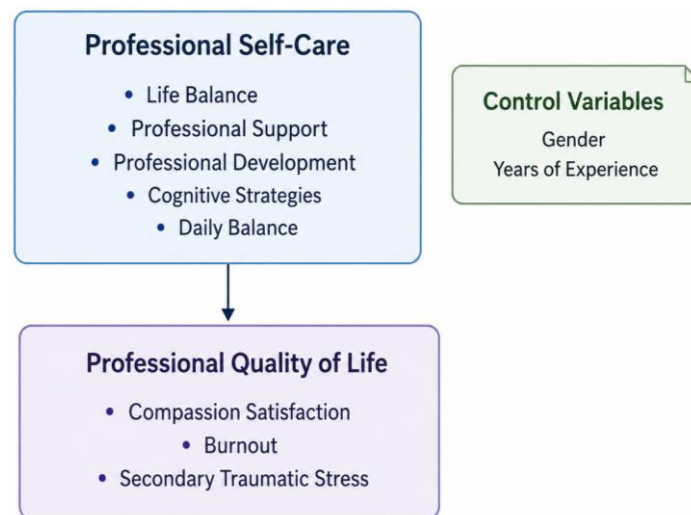 Professional Self-Care
• Life Balance
• Professional Support
• Professional Development
• Cognitive Strategies
• Daily Balance
Control Variables
Gender
Years of Experience
Professional Quality of Life
• Compassion Satisfaction
• Burnout
• Secondary Traumatic Stress